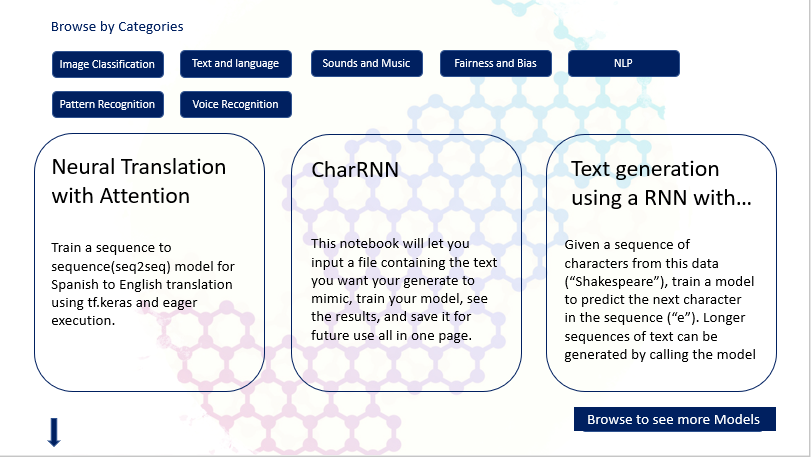 Browse by Categories
Image Classification
Text and language
Sounds and Music
Fairness and Bias
NLP
Pattern Recognition
Voice Recognition
Neural Translation
with Attention
Train a sequence to
sequence(seq2seq) model for
Spanish to English translation
using tf.keras and eager
execution.
CharRNN
This notebook will let you
input a file containing the text
you want your generate to
mimic, train your model, see
the results, and save it for
future use all in one page.
Text generation
using a RNN with...
Given a sequence of
characters from this data
(“Shakespeare”), train a model
to predict the next character
in the sequence (“e”). Longer
sequences of text can be
generated by calling the model
Browse to see more Models